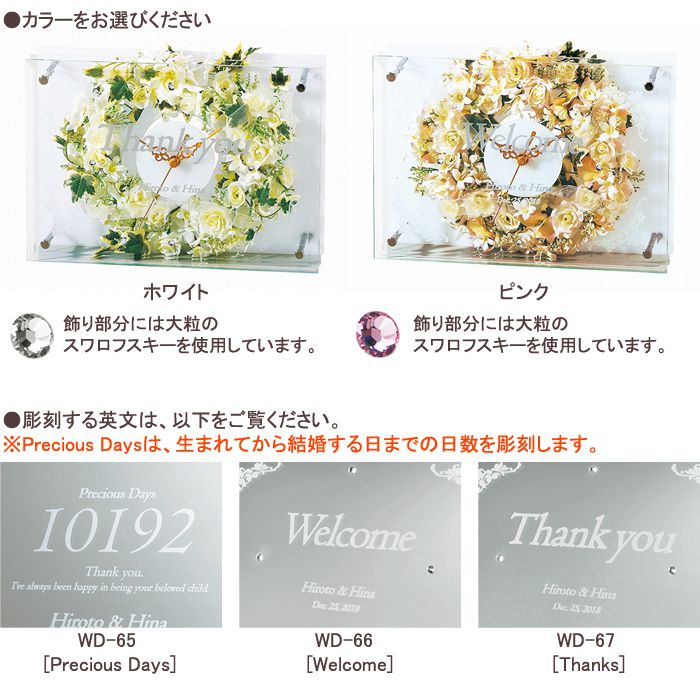 ●カラーをお選びください
Thank you
Hiroto & Hina
Welcome
Hiroto & Hina
ホワイト
ピンク
飾り部分には大粒の
スワロフスキーを使用しています。
飾り部分には大粒の
スワロフスキーを使用しています。
●彫刻する英文は、以下をご覧ください。
※Precious Daysは、生まれてから結婚する日までの日数を彫刻します。
Precious Days
10192
Thank you.
I've always been happy in being your beloved child.
Hiroto & Hina
Welcome
Hiroto & Hina
Dec. 25, 2018
Thank you
Hiroto & Hina
Dec. 25, 2018
WD-65
[Precious Days]
WD-66
[Welcome]
WD-67
[Thanks]